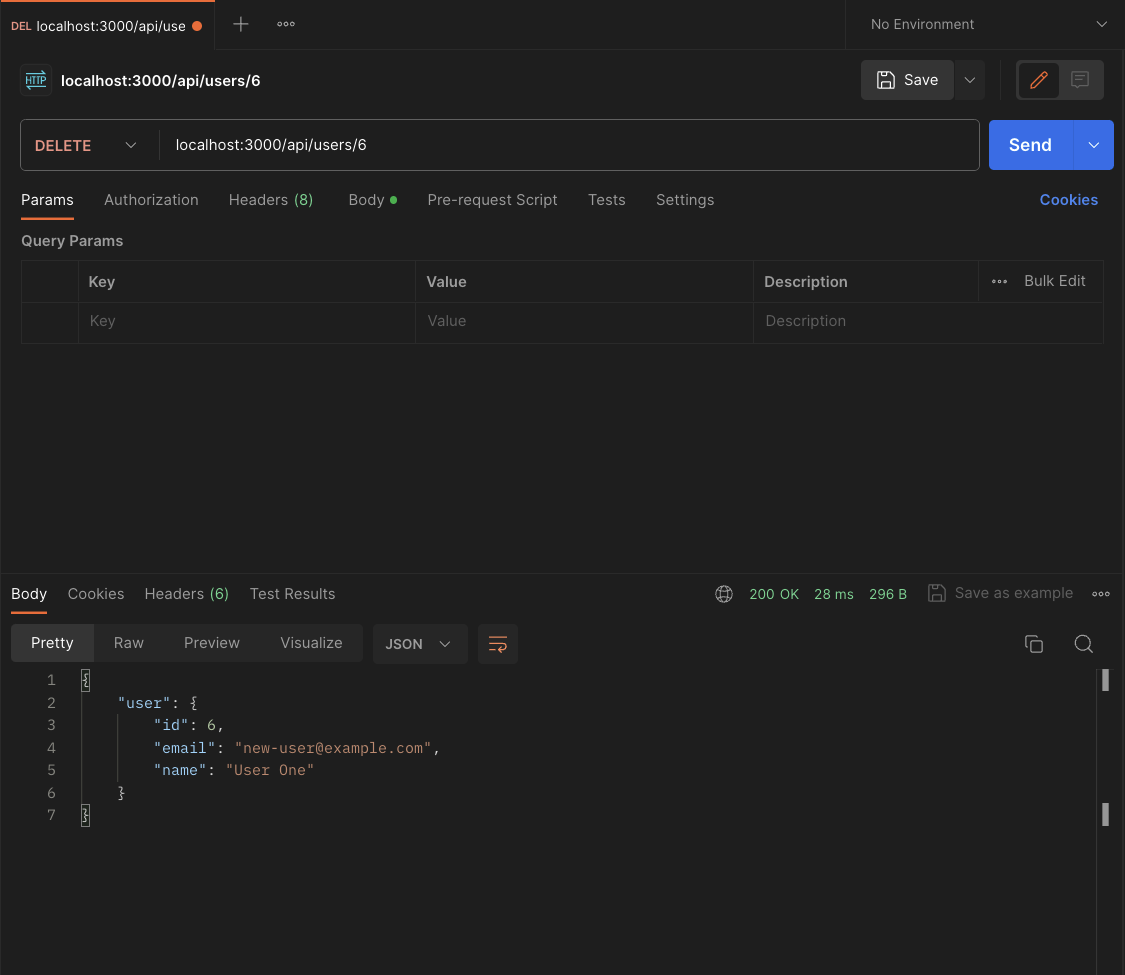 DEL localhost:3000/api/use
No Environment
HTTP localhost:3000/api/users/6
Save
DELETE localhost:3000/api/users/6
Send
Params Authorization Headers (8) Body Pre-request Script Tests Settings Cookies
Query Params
Key Value Description Bulk Edit
Key Value Description
Body Cookies Headers (6) Test Results 200 OK 28 ms 296 B Save as example
Pretty Raw Preview Visualize JSON
1 {
2 "user": {
3 "id": 6,
4 "email": "new-user@example.com",
5 "name": "User One"
6 }
7 }